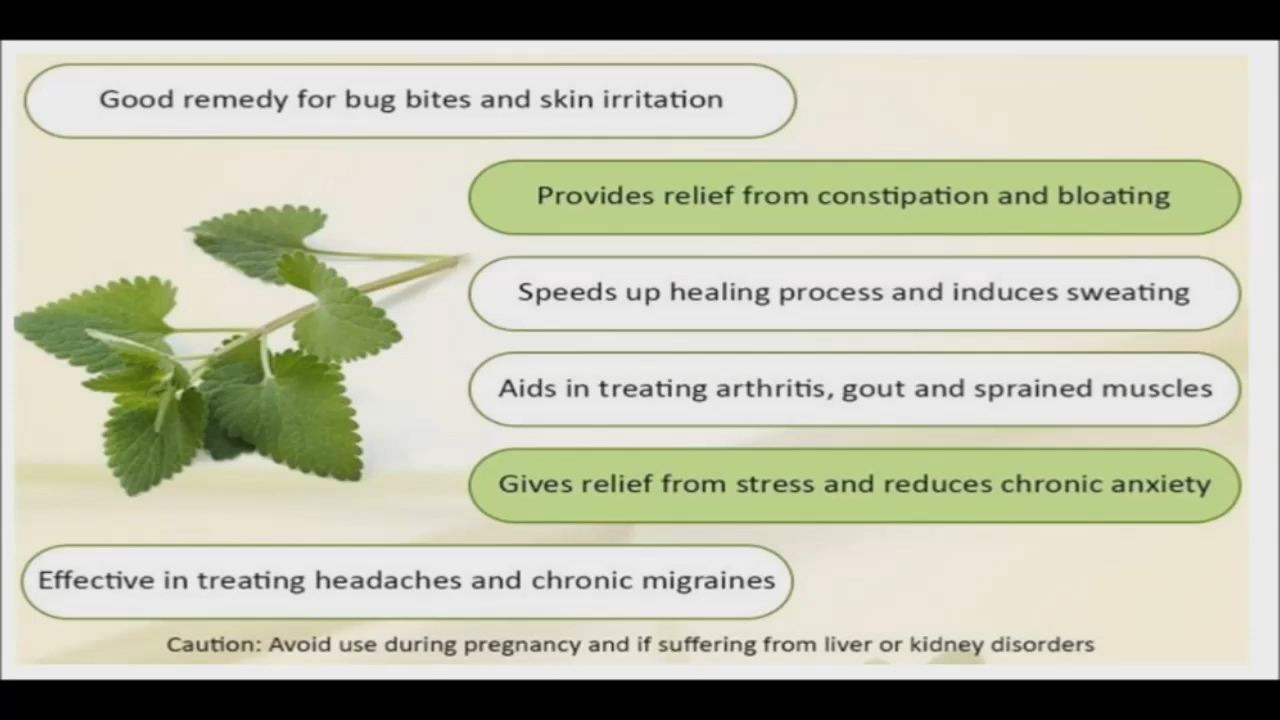 Good remedy for bug bites and skin irritation
Provides relief from constipation and bloating
Speeds up healing process and induces sweating
Aids in treating arthritis, gout and sprained muscles
Gives relief from stress and reduces chronic anxiety
Effective in treating headaches and chronic migraines
Caution: Avoid use during pregnancy and if suffering from liver or kidney disorders